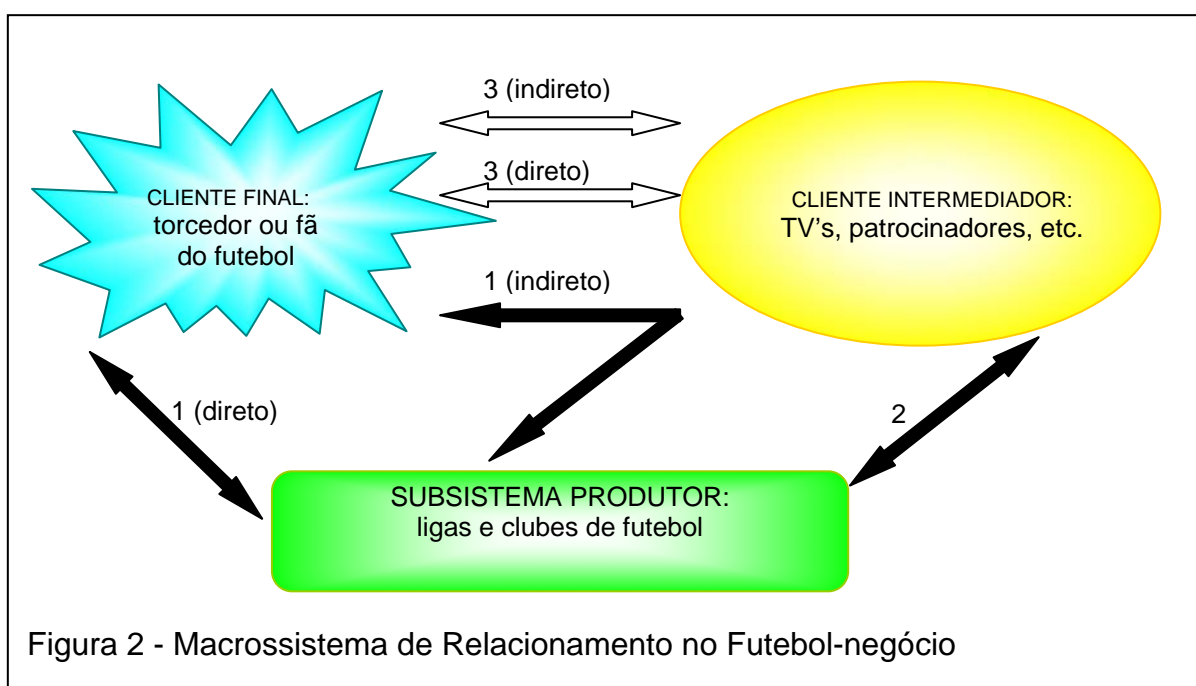 3 (indireto)
3 (direto)
CLIENTE FINAL:
torcedor ou fã
do futebol
CLIENTE INTERMEDIADOR:
TV's, patrocinadores, etc.
1 (indireto)
1 (direto)
2
SUBSISTEMA PRODUTOR:
ligas e clubes de futebol
Figura 2 - Macrossistema de Relacionamento no Futebol-negócio